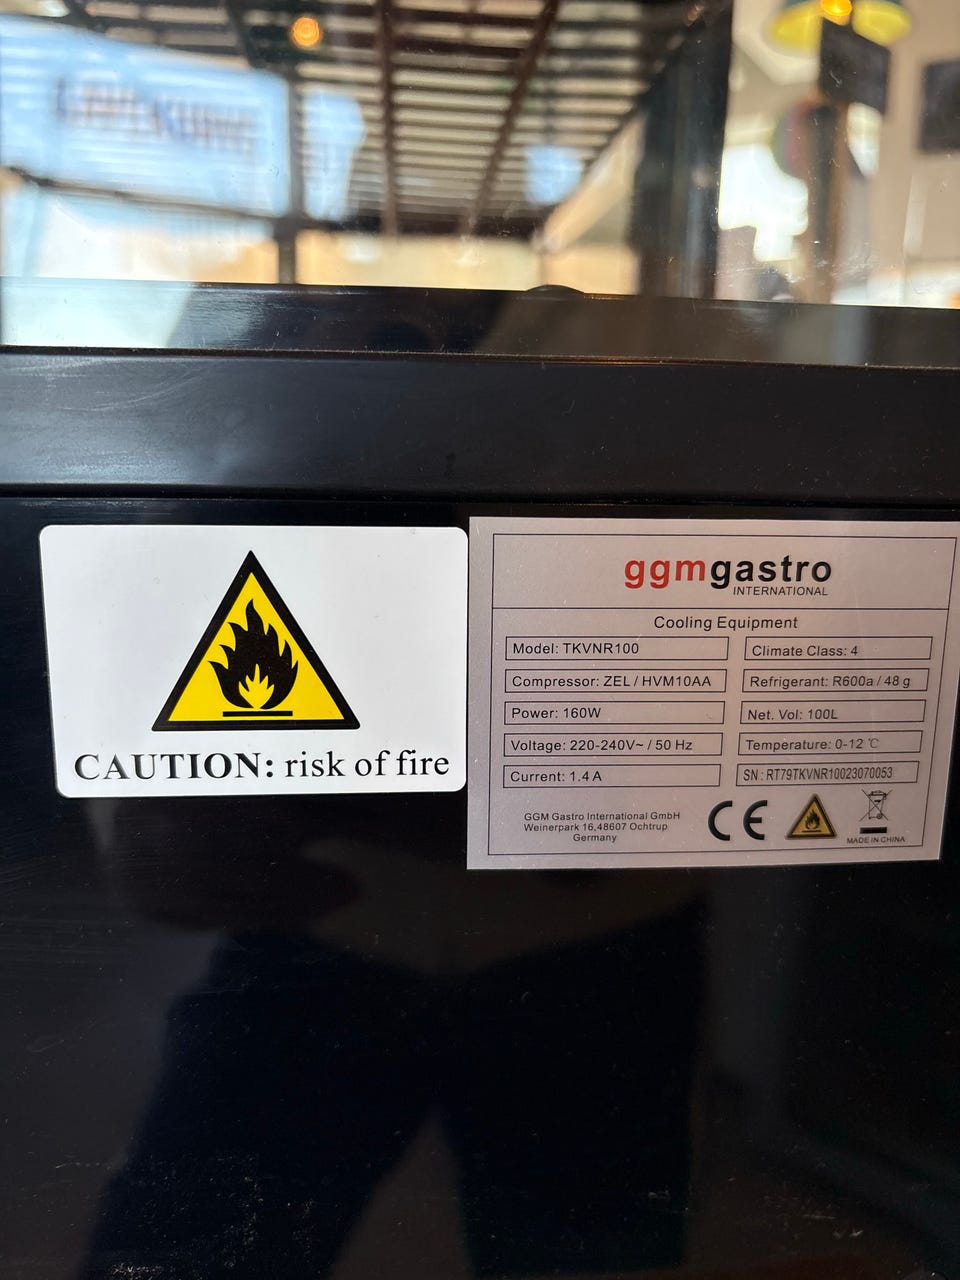 CAUTION: risk of fire
ggmgastro
INTERNATIONAL
Cooling Equipment
Model: TKVNR100
Climate Class: 4
Compressor: ZEL / HVM10AA
Refrigerant: R600a / 48 g
Power: 160W
Net. Vol: 100L
Voltage: 220-240V~ / 50 Hz
Temperature: 0-12 ℃
Current: 1.4 A
SN : RT79TKVNR10023070053
GGM Gastro International GmbH
Weinerpark 16,48607 Ochtrup
Germany
CE
MADE IN CHINA